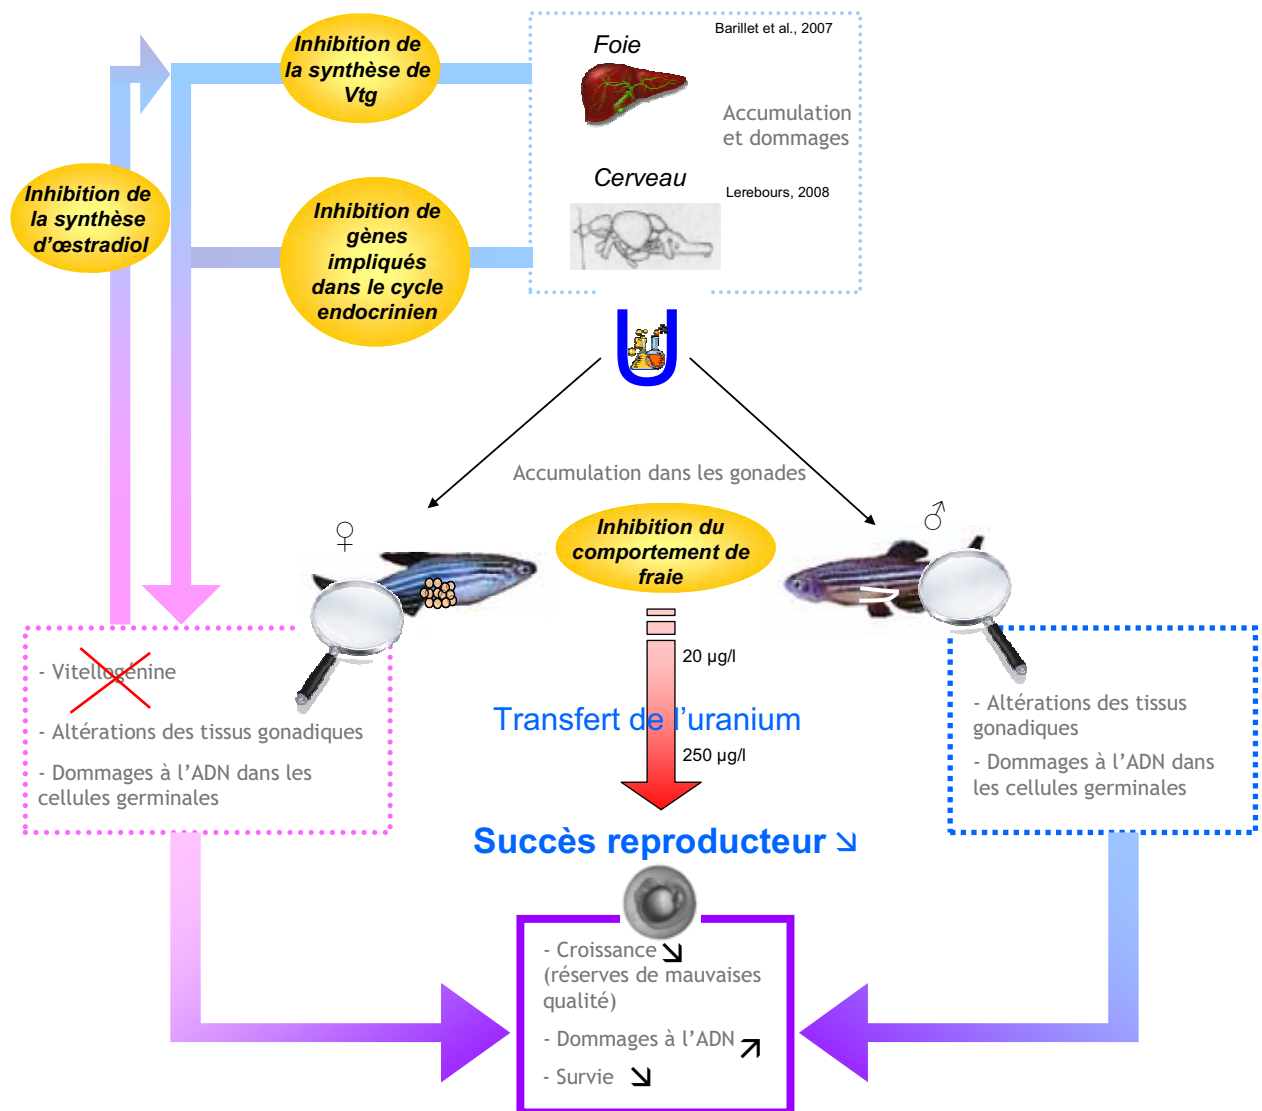 Barillet et al., 2007
Inhibition de
la synthèse de
Vtg
Foie
Accumulation
et dommages
Inhibition de
la synthèse
d'œstradiol
Cerveau
Lerebours, 2008
Inhibition de
gènes
impliqués
dans le cycle
endocrinien
Accumulation dans les gonades
♀
♂
Inhibition du
comportement de
fraie
20 µg/l
Transfert de l'uranium
250 µg/l
- Vitellogénine
- Altérations des tissus gonadiques
- Dommages à l'ADN dans les
cellules germinales
- Altérations des tissus
gonadiques
- Dommages à l'ADN dans
les cellules germinales
Succès reproducteur ↘
- Croissance ↘
(réserves de mauvaises
qualité)
- Dommages à l'ADN ↗
- Survie ↘